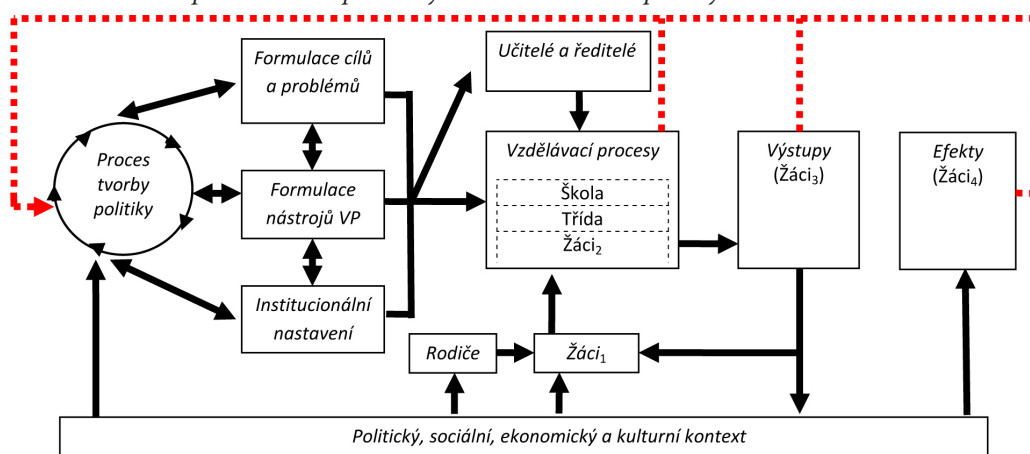 Formulace cílů
a problémů
Učitelé a ředitelé
Proces
tvorby
politiky
Formulace
nástrojů VP
Institucionální
nastavení
Vzdělávací procesy
Škola
Třída
Žáci₂
Výstupy
(Žáci₃)
Efekty
(Žáci₄)
Rodiče
Žáci₁
Politický, sociální, ekonomický a kulturní kontext